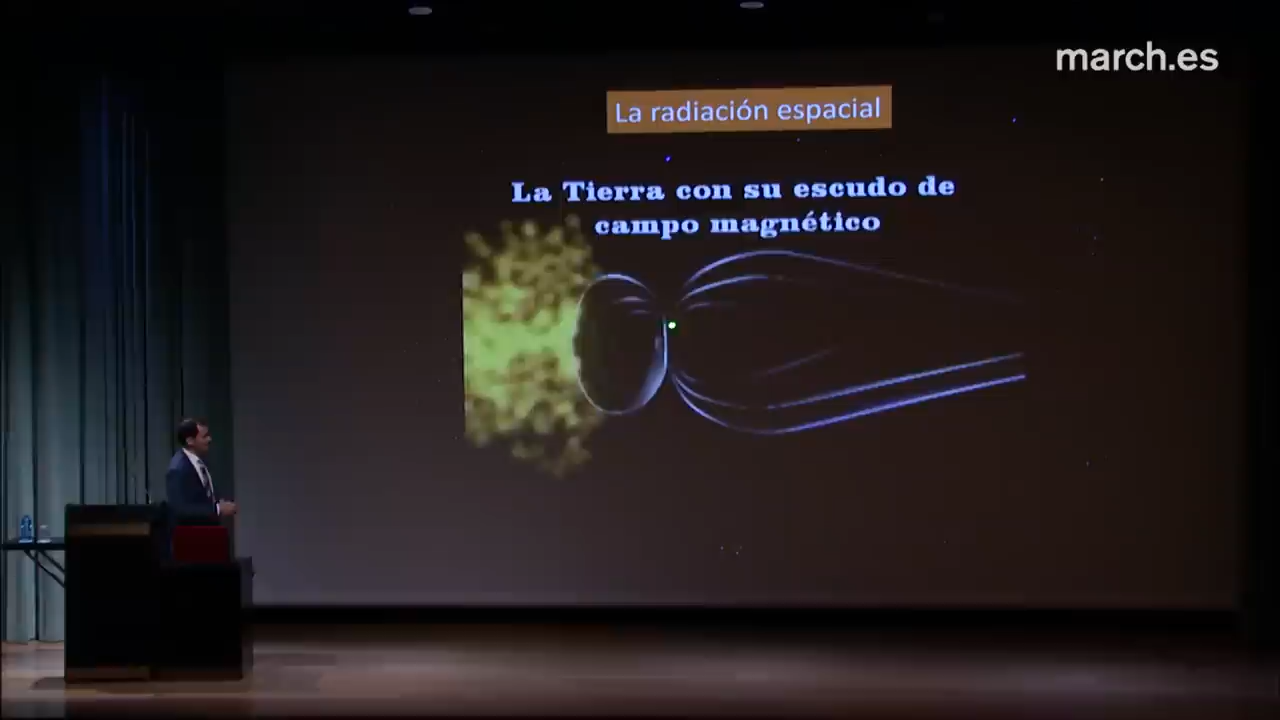 march.es
La radiación espacial
La Tierra con su escudo de
campo magnético